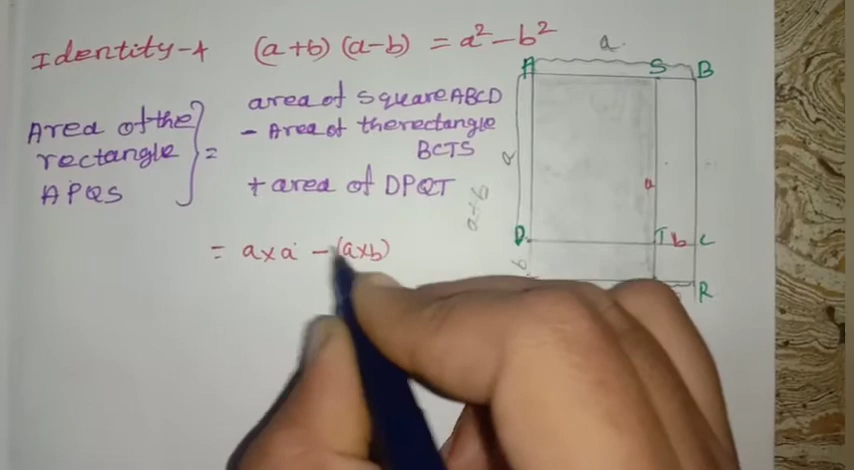 Identity-4 (a+b) (a-b) = a² - b²
Area of the rectangle APQS } = area of square ABCD
- Area of the rectangle BCTS
+ area of DPQT
= a×a - (a×b)
a
A S B
a
a
a+b
D T b C
b
R